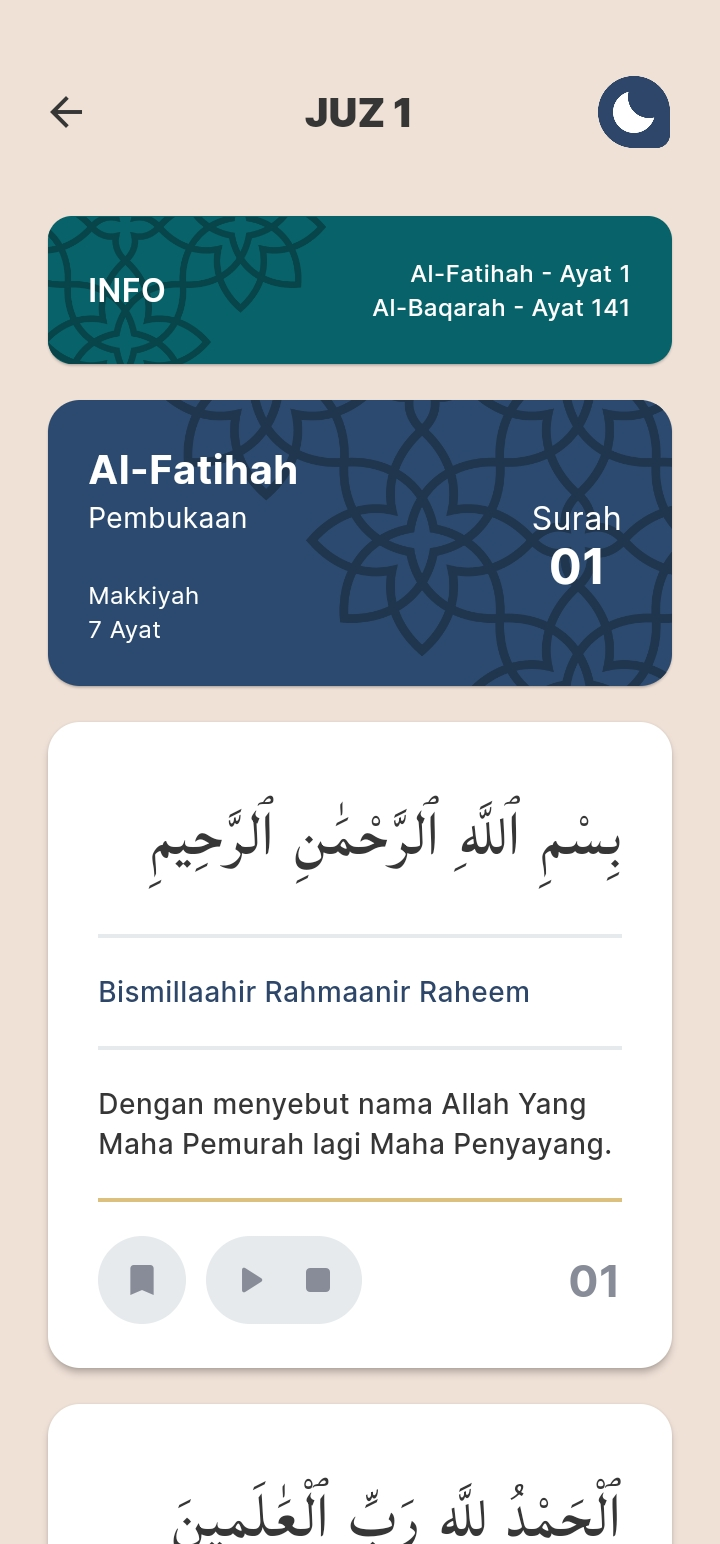 JUZ 1
INFO
Al-Fatihah - Ayat 1
Al-Baqarah - Ayat 141
Al-Fatihah
Pembukaan
Makkiyah
7 Ayat
Surah
01
بِسْمِ ٱللَّهِ ٱلرَّحْمَٰنِ ٱلرَّحِيمِ
Bismillaahir Rahmaanir Raheem
Dengan menyebut nama Allah Yang
Maha Pemurah lagi Maha Penyayang.
01
ٱلْحَمْدُ لِلَّهِ رَبِّ ٱلْعَٰلَمِينَ